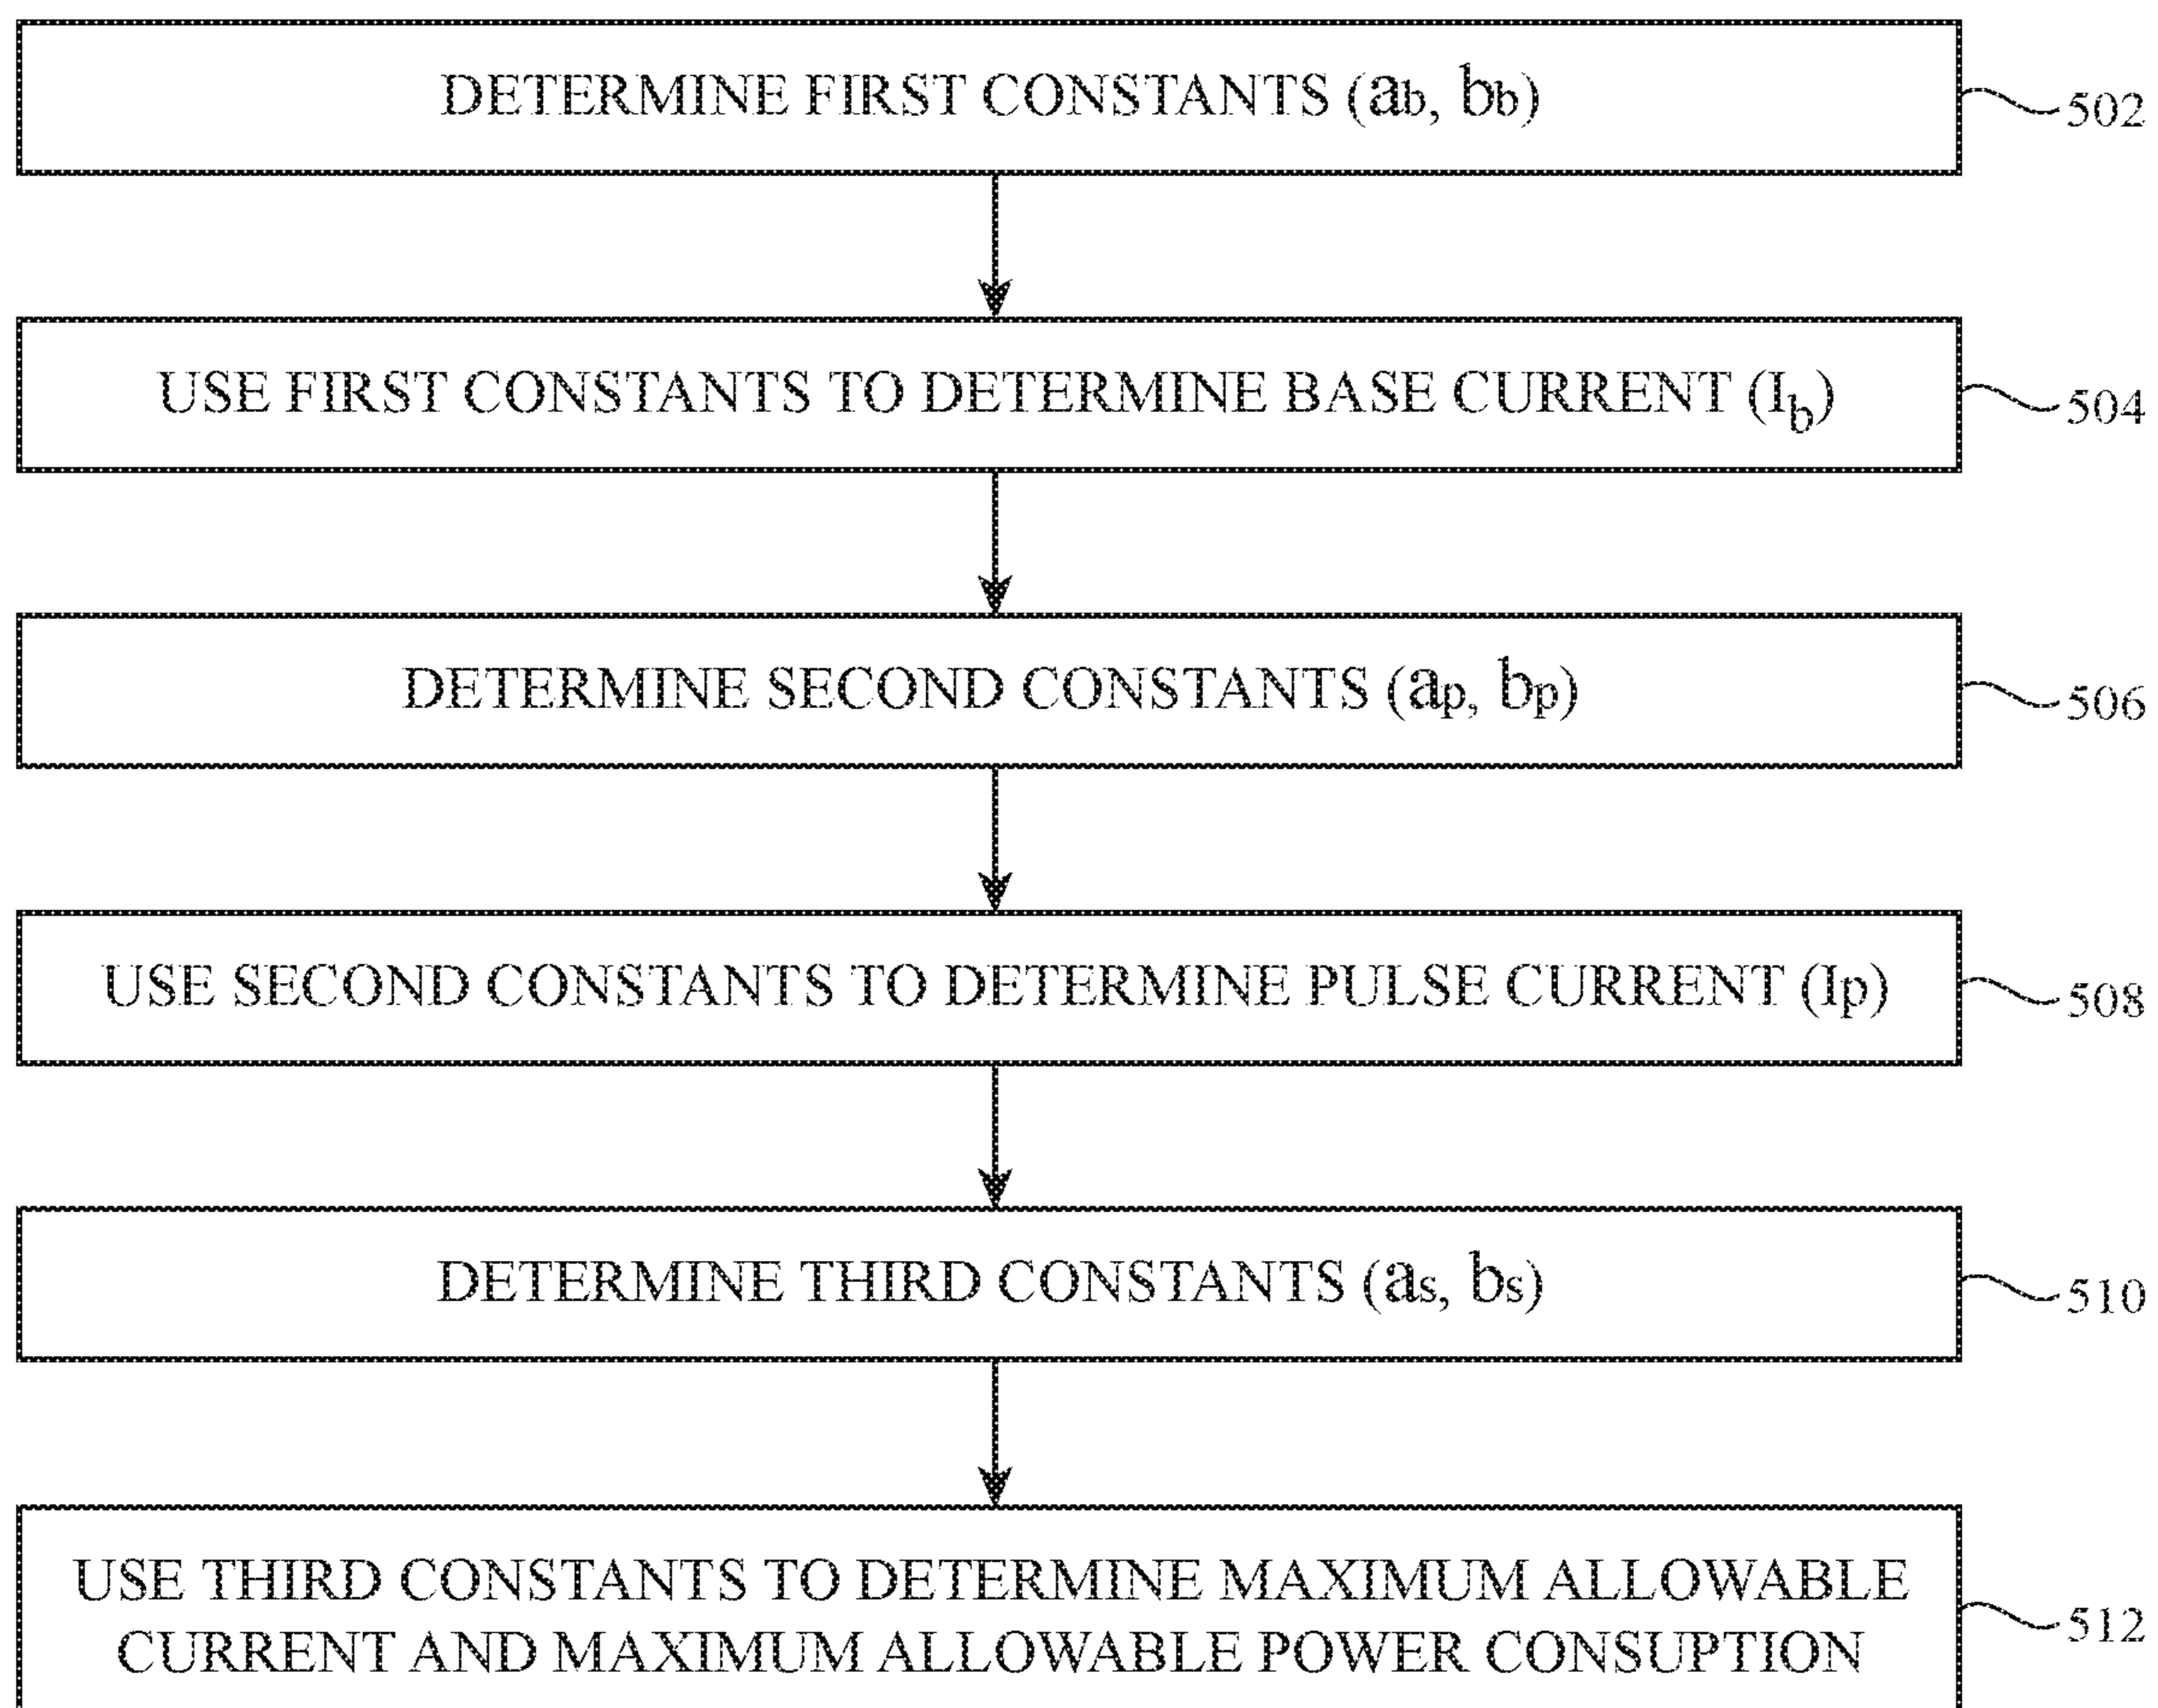 DETERMINE FIRST CONSTANTS (ab, bb)
502
USE FIRST CONSTANTS TO DETERMINE BASE CURRENT (Ib)
504
DETERMINE SECOND CONSTANTS (ap, bp)
506
USE SECOND CONSTANTS TO DETERMINE PULSE CURRENT (Ip)
508
DETERMINE THIRD CONSTANTS (as, bs)
510
USE THIRD CONSTANTS TO DETERMINE MAXIMUM ALLOWABLE
CURRENT AND MAXIMUM ALLOWABLE POWER CONSUPTION
512